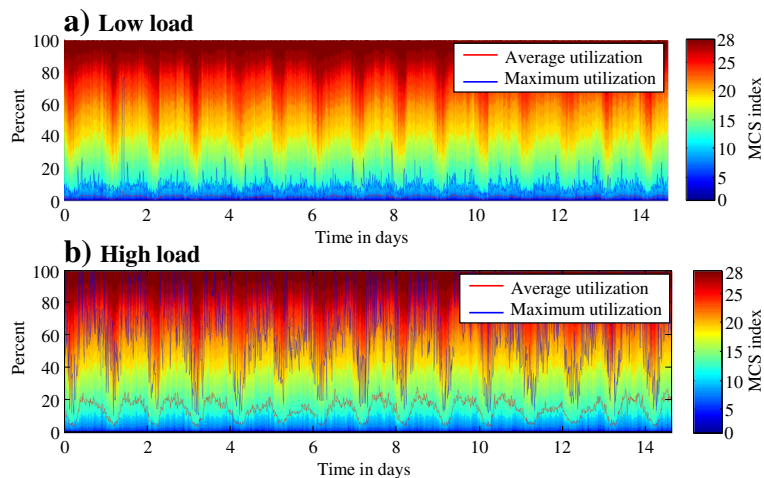 a) Low load
100
80
60
40
20
0
Percent
0 2 4 6 8 10 12 14
Time in days
Average utilization
Maximum utilization
28
25
20
15
10
5
0
MCS index
b) High load
100
80
60
40
20
0
Percent
0 2 4 6 8 10 12 14
Time in days
Average utilization
Maximum utilization
28
25
20
15
10
5
0
MCS index